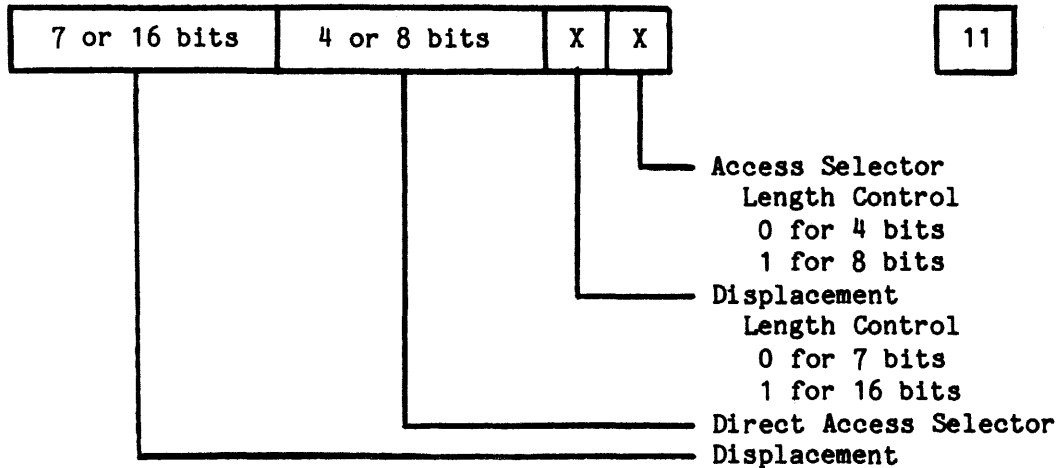 7 or 16 bits 4 or 8 bits X X 11
Access Selector
Length Control
0 for 4 bits
1 for 8 bits
Displacement
Length Control
0 for 7 bits
1 for 16 bits
Direct Access Selector
Displacement